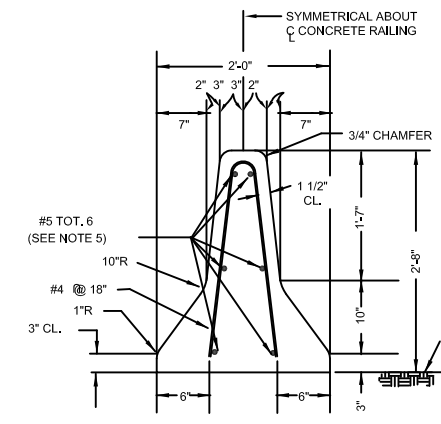 SYMMETRICAL ABOUT
℄ CONCRETE RAILING
2'-0"
2" 3" 3" 2"
7" 7"
3/4" CHAMFER
1 1/2"
CL.
1'-7"
#5 TOT. 6
(SEE NOTE 5)
2'-8"
10"R
#4 @ 18"
10"
1"R
3" CL.
6" 6"
3"